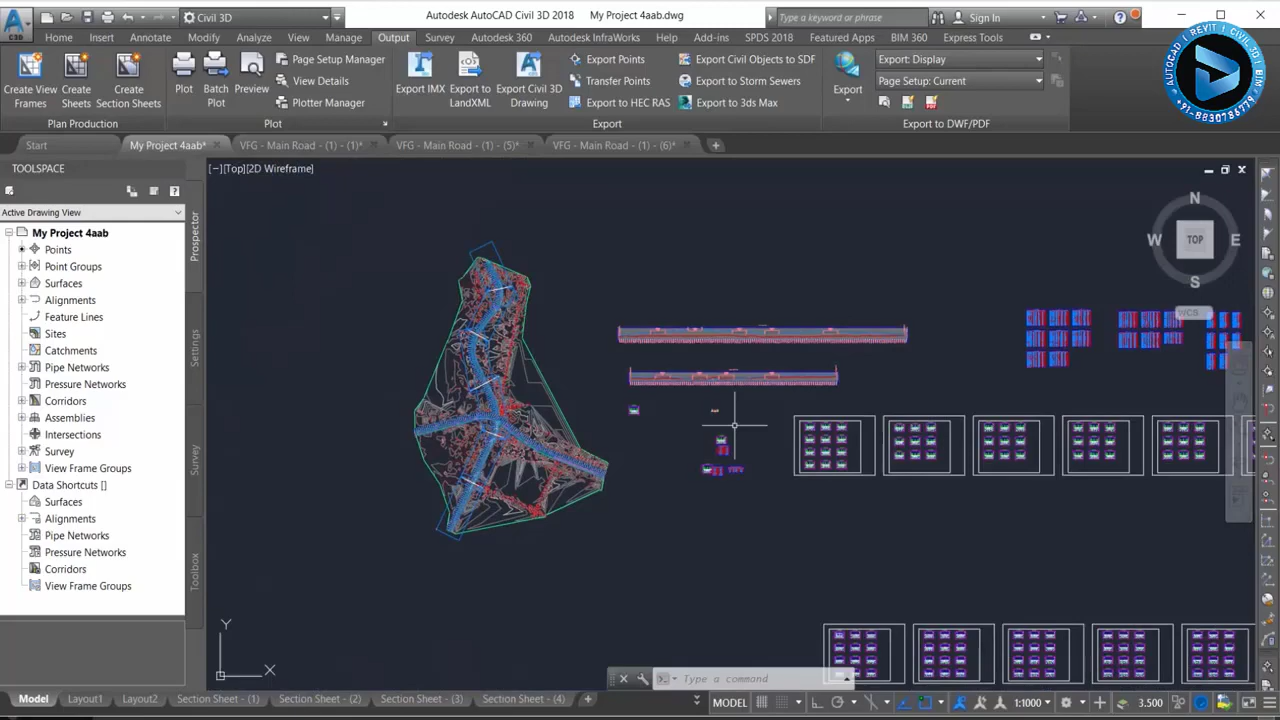 Civil 3D
Autodesk AutoCAD Civil 3D 2018 My Project 4aab.dwg
Type a keyword or phrase
Sign In
Home Insert Annotate Modify Analyze View Manage Output Survey Autodesk 360 Autodesk InfraWorks Help Add-ins SPDS 2018 Featured Apps BIM 360 Express Tools
Create View Frames
Create Sheets
Create Section Sheets
Plan Production
Plot
Batch Plot
Preview
Page Setup Manager
View Details
Plotter Manager
Plot
Export IMX
Export to LandXML
Export Civil 3D Drawing
Export Points
Transfer Points
Export to HEC RAS
Export Civil Objects to SDF
Export to Storm Sewers
Export to 3ds Max
Export
Export
Export: Display
Page Setup: Current
Export to DWF/PDF
AUTOCAD | REVIT | CIVIL 3D
+91-8830786779
Start
My Project 4aab*
VFG - Main Road - (1) - (1)*
VFG - Main Road - (1) - (5)*
VFG - Main Road - (1) - (6)*
TOOLSPACE
[−][Top][2D Wireframe]
Active Drawing View
My Project 4aab
Points
Point Groups
Surfaces
Alignments
Feature Lines
Sites
Catchments
Pipe Networks
Pressure Networks
Corridors
Assemblies
Intersections
Survey
View Frame Groups
Data Shortcuts []
Surfaces
Alignments
Pipe Networks
Pressure Networks
Corridors
View Frame Groups
Prospector
Settings
Survey
Toolbox
N
W TOP E
S
WCS
Y
X
Type a command
Model Layout1 Layout2 Section Sheet - (1) Section Sheet - (2) Section Sheet - (3) Section Sheet - (4)
MODEL
1:1000
3.500